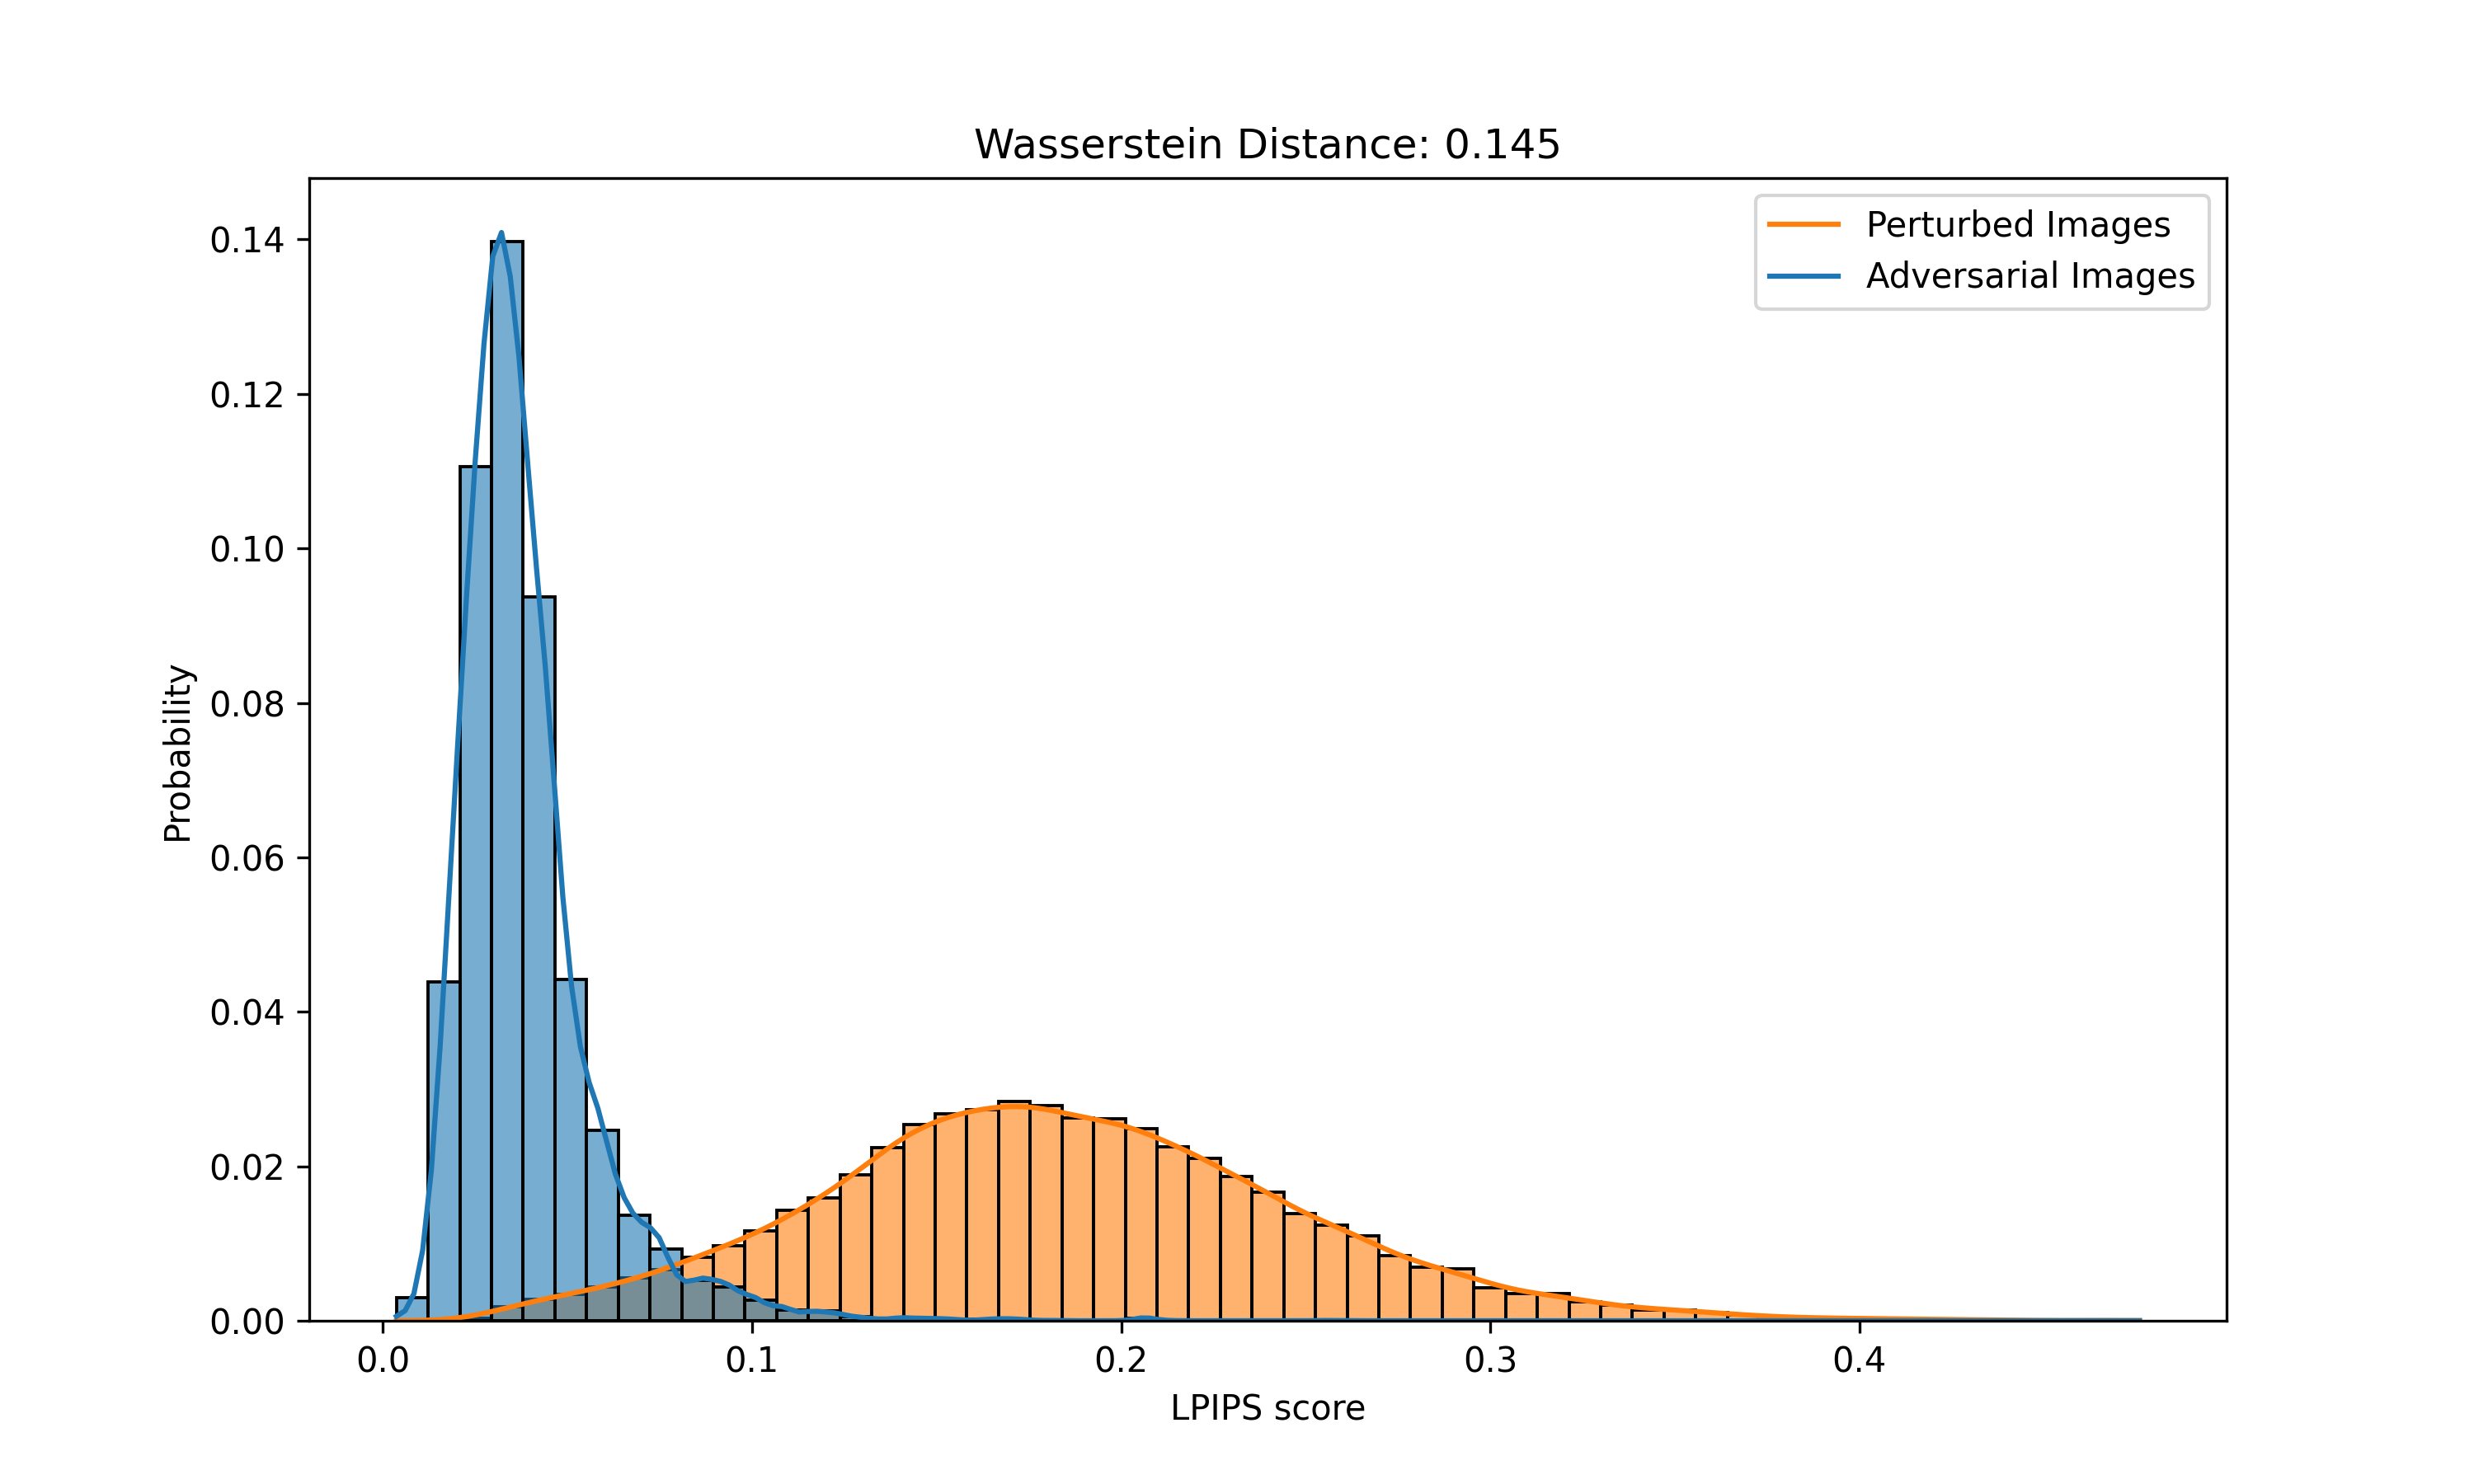 Wasserstein Distance: 0.145
Perturbed Images
Adversarial Images
0.14
0.12
0.10
0.08
0.06
0.04
0.02
0.00
Probability
0.0 0.1 0.2 0.3 0.4
LPIPS score